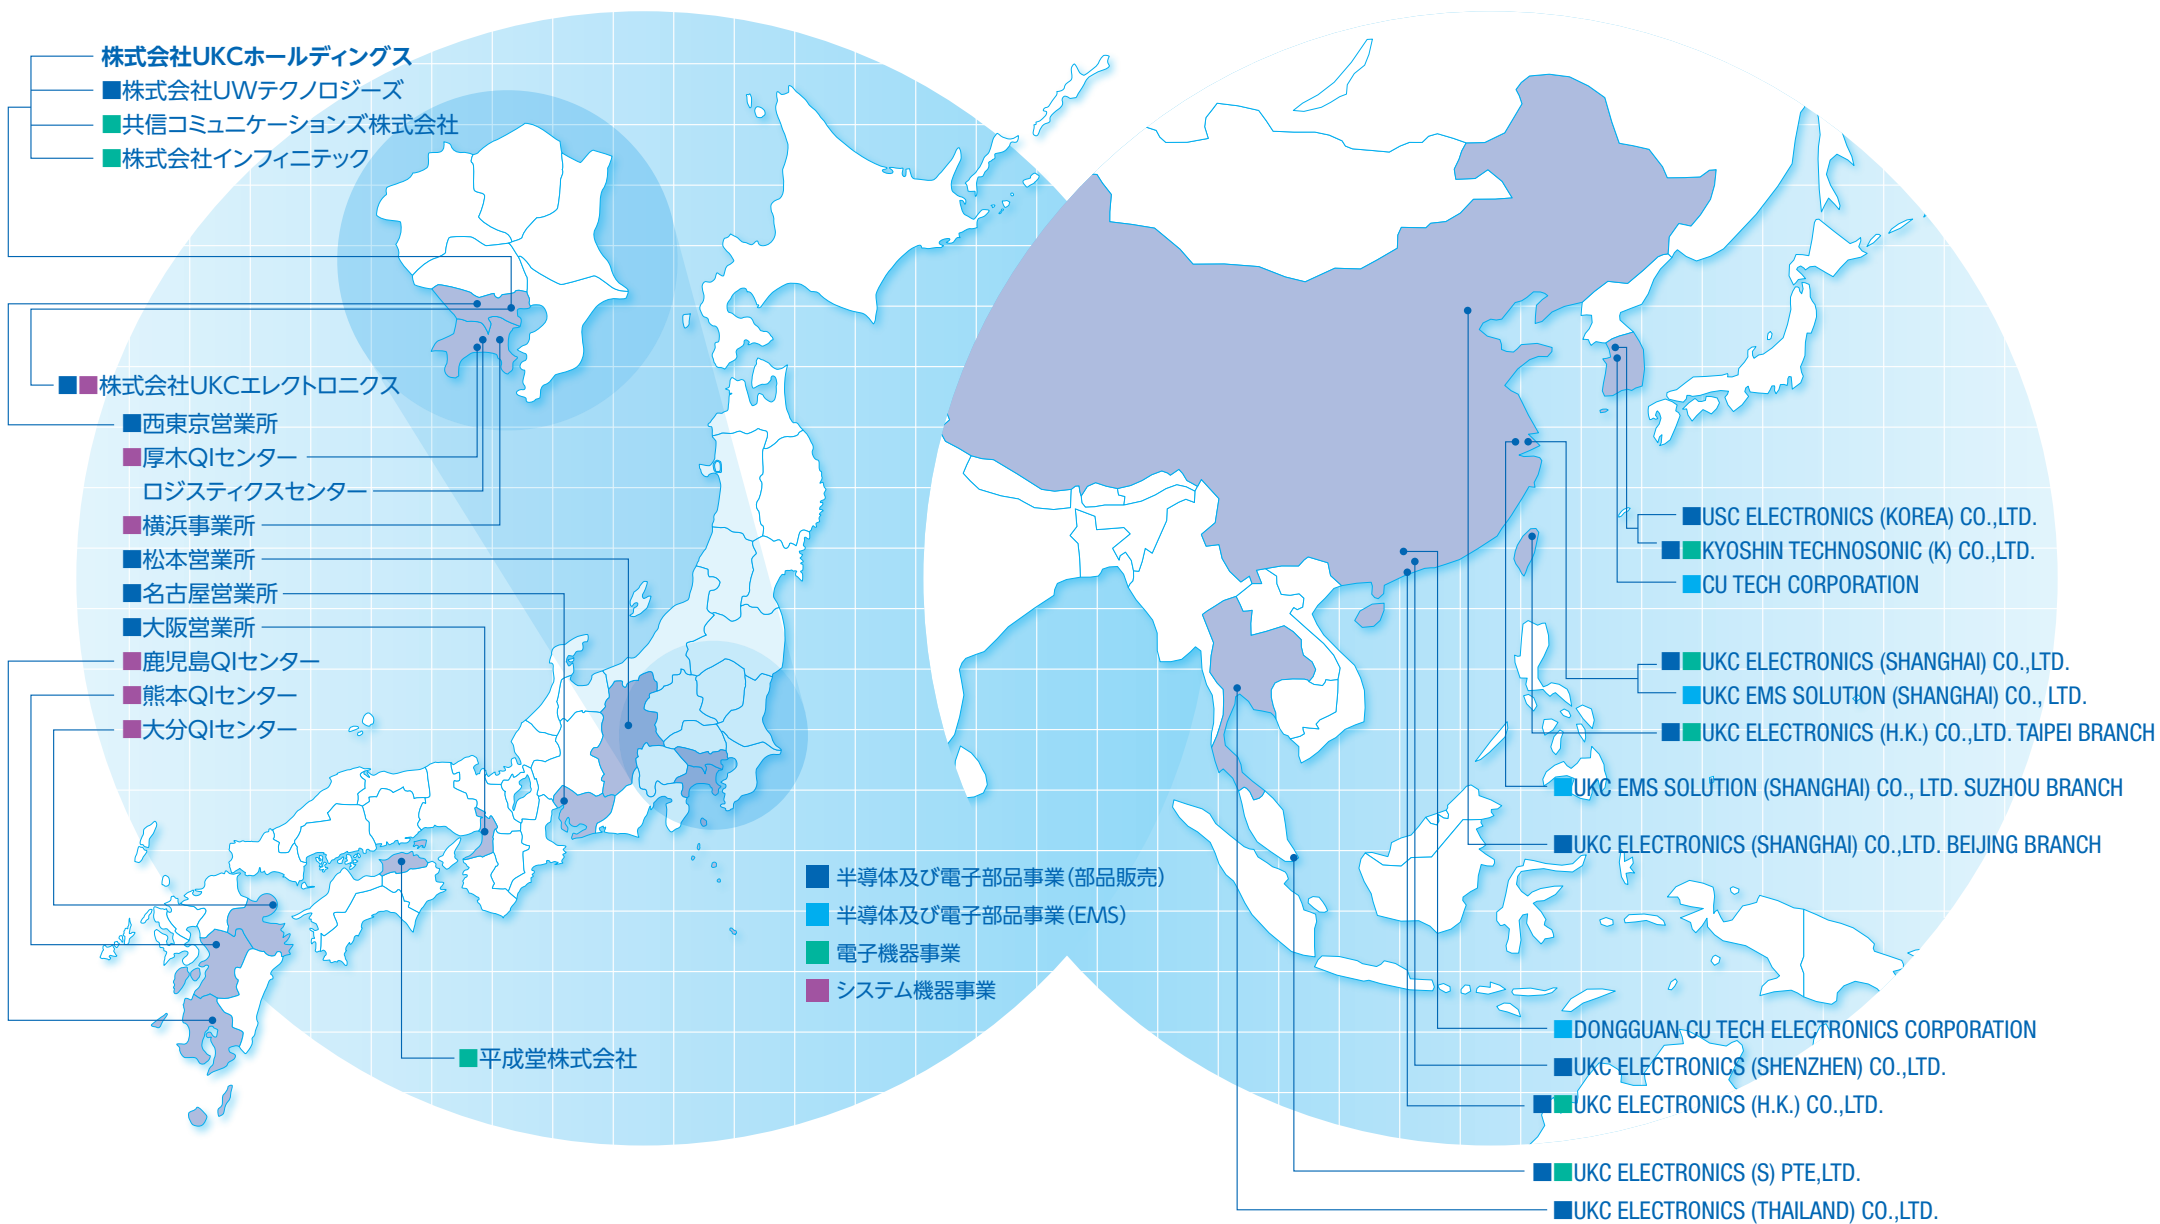 株式会社UKCホールディングス
■株式会社UWテクノロジーズ
■共信コミュニケーションズ株式会社
■株式会社インフィニテック
■■株式会社UKCエレクトロニクス
■西東京営業所
■厚木QIセンター
ロジスティクスセンター
■横浜事業所
■松本営業所
■名古屋営業所
■大阪営業所
■鹿児島QIセンター
■熊本QIセンター
■大分QIセンター
■平成堂株式会社
■ 半導体及び電子部品事業(部品販売)
■ 半導体及び電子部品事業(EMS)
■ 電子機器事業
■ システム機器事業
■USC ELECTRONICS (KOREA) CO.,LTD.
■■KYOSHIN TECHNOSONIC (K) CO.,LTD.
■CU TECH CORPORATION
■■UKC ELECTRONICS (SHANGHAI) CO.,LTD.
■UKC EMS SOLUTION (SHANGHAI) CO., LTD.
■■UKC ELECTRONICS (H.K.) CO.,LTD. TAIPEI BRANCH
■UKC EMS SOLUTION (SHANGHAI) CO., LTD. SUZHOU BRANCH
■UKC ELECTRONICS (SHANGHAI) CO.,LTD. BEIJING BRANCH
■DONGGUAN CU TECH ELECTRONICS CORPORATION
■UKC ELECTRONICS (SHENZHEN) CO.,LTD.
■■UKC ELECTRONICS (H.K.) CO.,LTD.
■■UKC ELECTRONICS (S) PTE,LTD.
■UKC ELECTRONICS (THAILAND) CO.,LTD.